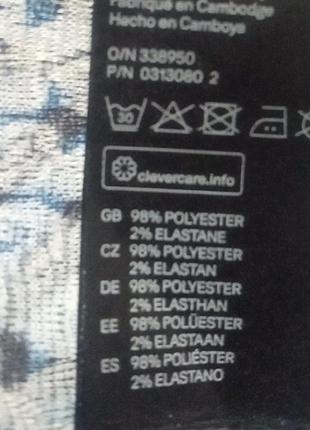 Fabriqué en Cambodge
Hecho en Camboya
O/N 338950
P/N 0313080 2
30
clevercare.info
GB 98% POLYESTER
2% ELASTANE
CZ 98% POLYESTER
2% ELASTAN
DE 98% POLYESTER
2% ELASTHAN
EE 98% POLÜESTER
2% ELASTAAN
ES 98% POLIÉSTER
2% ELASTANO